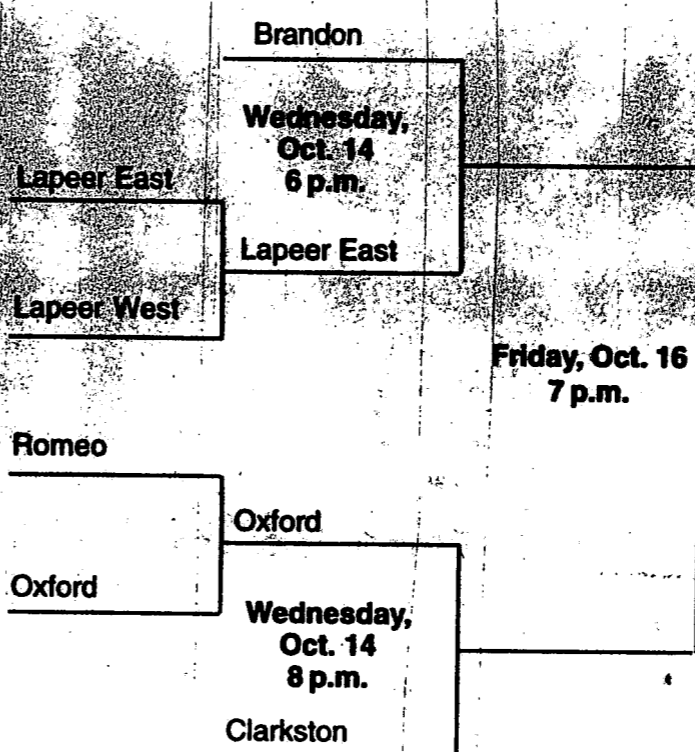 Brandon
Wednesday,
Oct. 14
6 p.m.
Lapeer East
Lapeer East
Lapeer West
Friday, Oct. 16
7 p.m.
Romeo
Oxford
Oxford
Wednesday,
Oct. 14
8 p.m.
Clarkston